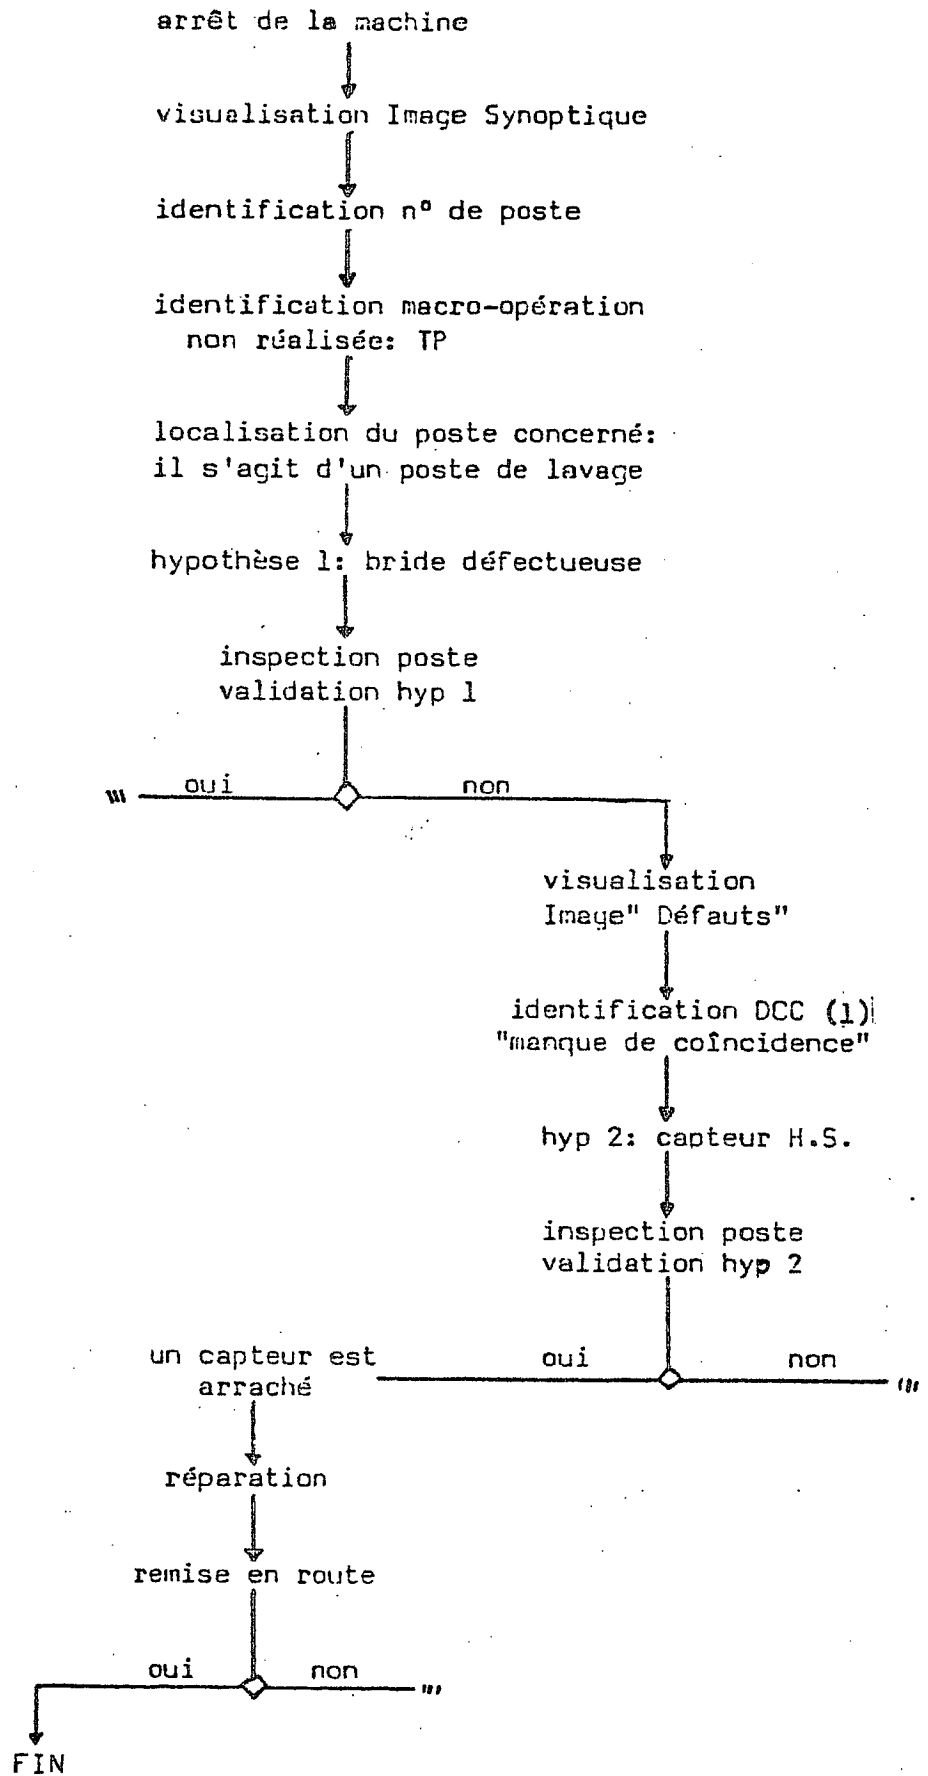 arrêt de la machine
visualisation Image Synoptique
identification n° de poste
identification macro-opération
non réalisée: TP
localisation du poste concerné:
il s'agit d'un poste de lavage
hypothèse 1: bride défectueuse
inspection poste
validation hyp 1
oui
non
visualisation
Image" Défauts"
identification DCC (1)
"manque de coîncidence"
hyp 2: capteur H.S.
inspection poste
validation hyp 2
un capteur est
arraché
oui
non
réparation
remise en route
oui
non
FIN